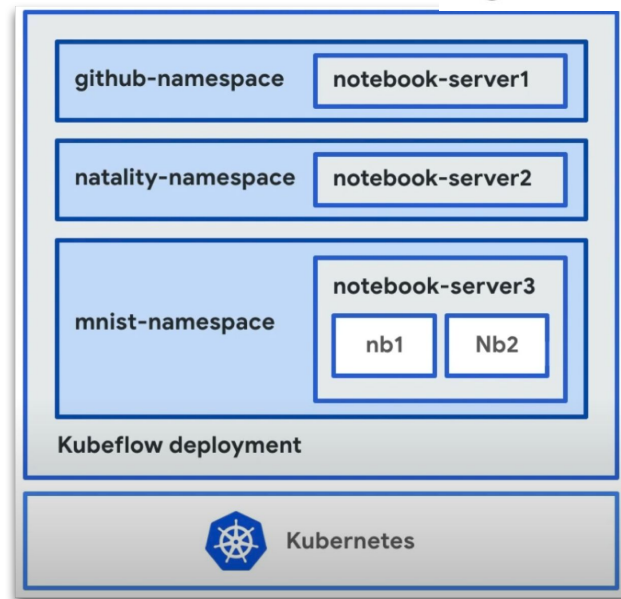 github-namespace
notebook-server1
natality-namespace
notebook-server2
mnist-namespace
notebook-server3
nb1
Nb2
Kubeflow deployment
Kubernetes